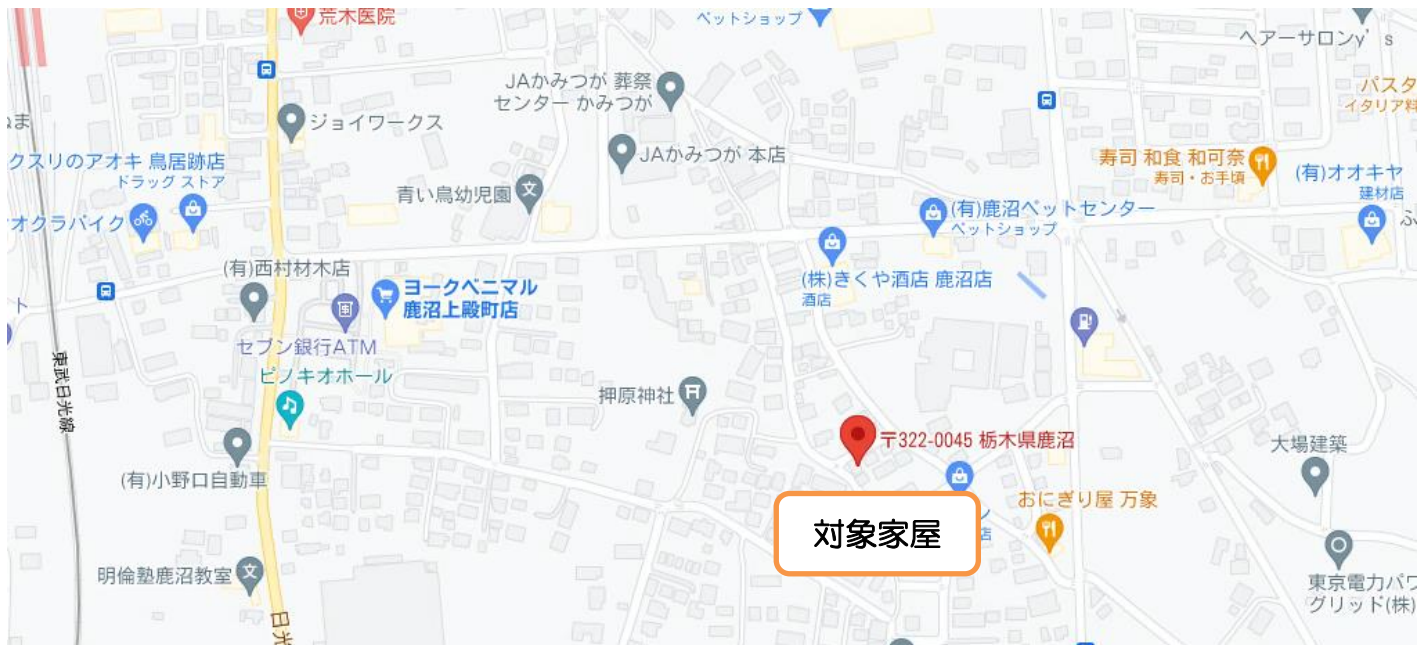 荒木医院
ペットショップ
ヘアーサロンy's
JAかみつが 葬祭
センター かみつが
パスタ
イタリア料
ジョイワークス
JAかみつが 本店
クスリのアオキ 鳥居跡店
ドラッグ ストア
寿司 和食 和可奈
寿司・お手頃
(有)オオキヤ
建材店
青い鳥幼児園
オクラバイク
(有)鹿沼ペットセンター
ペットショップ
ふ
(有)西村材木店
(株)きくや酒店 鹿沼店
酒店
ヨークベニマル
鹿沼上殿町店
ト
セブン銀行ATM
東武日光線
ピノキオホール
押原神社
〒322-0045 栃木県鹿沼
大場建築
(有)小野口自動車
おにぎり屋 万象
対象家屋
店
明倫塾鹿沼教室
東京電力パワ
グリッド(株)
日光